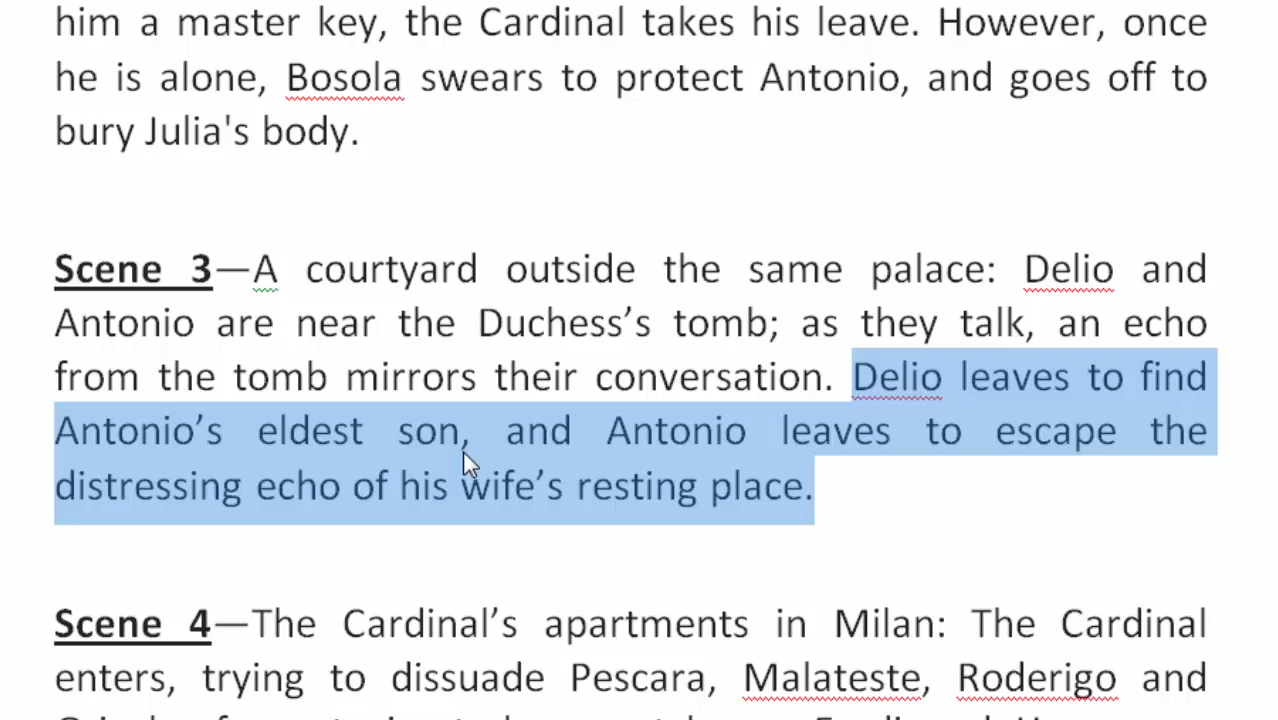 him a master key, the Cardinal takes his leave. However, once
he is alone, Bosola swears to protect Antonio, and goes off to
bury Julia's body.
Scene 3—A courtyard outside the same palace: Delio and
Antonio are near the Duchess’s tomb; as they talk, an echo
from the tomb mirrors their conversation. Delio leaves to find
Antonio’s eldest son, and Antonio leaves to escape the
distressing echo of his wife’s resting place.
Scene 4—The Cardinal’s apartments in Milan: The Cardinal
enters, trying to dissuade Pescara, Malateste, Roderigo and